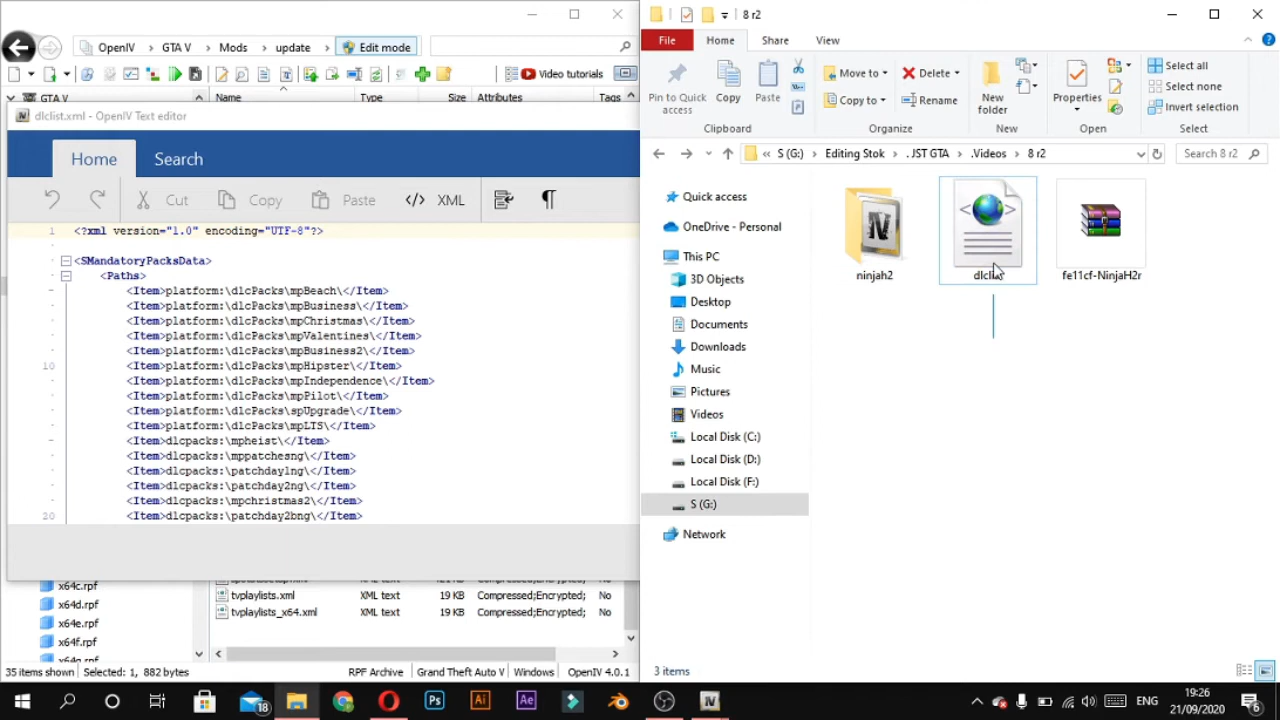 OpenIV GTA V Mods update Edit mode
Video tutorials
GTA V Name Type Size Attributes Tags
dlclist.xml - OpenIV Text editor
Home Search
Cut Copy Paste </> XML ¶
1 <?xml version="1.0" encoding="UTF-8"?>
<SMandatoryPacksData>
<Paths>
<Item>platform:\dlcPacks\mpBeach\</Item>
<Item>platform:\dlcPacks\mpBusiness\</Item>
<Item>platform:\dlcPacks\mpChristmas\</Item>
<Item>platform:\dlcPacks\mpValentines\</Item>
<Item>platform:\dlcPacks\mpBusiness2\</Item>
10 <Item>platform:\dlcPacks\mpHipster\</Item>
<Item>platform:\dlcPacks\mpIndependence\</Item>
<Item>platform:\dlcPacks\mpPilot\</Item>
<Item>platform:\dlcPacks\spUpgrade\</Item>
<Item>platform:\dlcPacks\mpLTS\</Item>
<Item>dlcpacks:\mpheist\</Item>
<Item>dlcpacks:\mppatchesng\</Item>
<Item>dlcpacks:\patchday1ng\</Item>
<Item>dlcpacks:\patchday2ng\</Item>
<Item>dlcpacks:\mpchristmas2\</Item>
20 <Item>dlcpacks:\patchday2bng\</Item>
x64c.rpf
x64d.rpf
x64e.rpf
x64f.rpf
tvplaylists.xml XML text 19 KB Compressed;Encrypted; No
tvplaylists_x64.xml XML text 19 KB Compressed;Encrypted; No
35 items shown Selected: 1, 882 bytes RPF Archive Grand Theft Auto V Windows OpenIV 4.0.1
8 r2
File Home Share View
Pin to Quick access
Copy
Paste
Clipboard
Move to
Copy to
Delete
Rename
Organize
New folder
New
Properties
Open
Select all
Select none
Invert selection
Select
« S (G:) Editing Stok .JST GTA .Videos 8 r2
Search 8 r2
Quick access
OneDrive - Personal
This PC
3D Objects
Desktop
Documents
Downloads
Music
Pictures
Videos
Local Disk (C:)
Local Disk (D:)
Local Disk (F:)
S (G:)
Network
ninjah2
dlclist
fe11cf-NinjaH2r
3 items
18 Ps Ai Ae ENG
19:26
21/09/2020
6